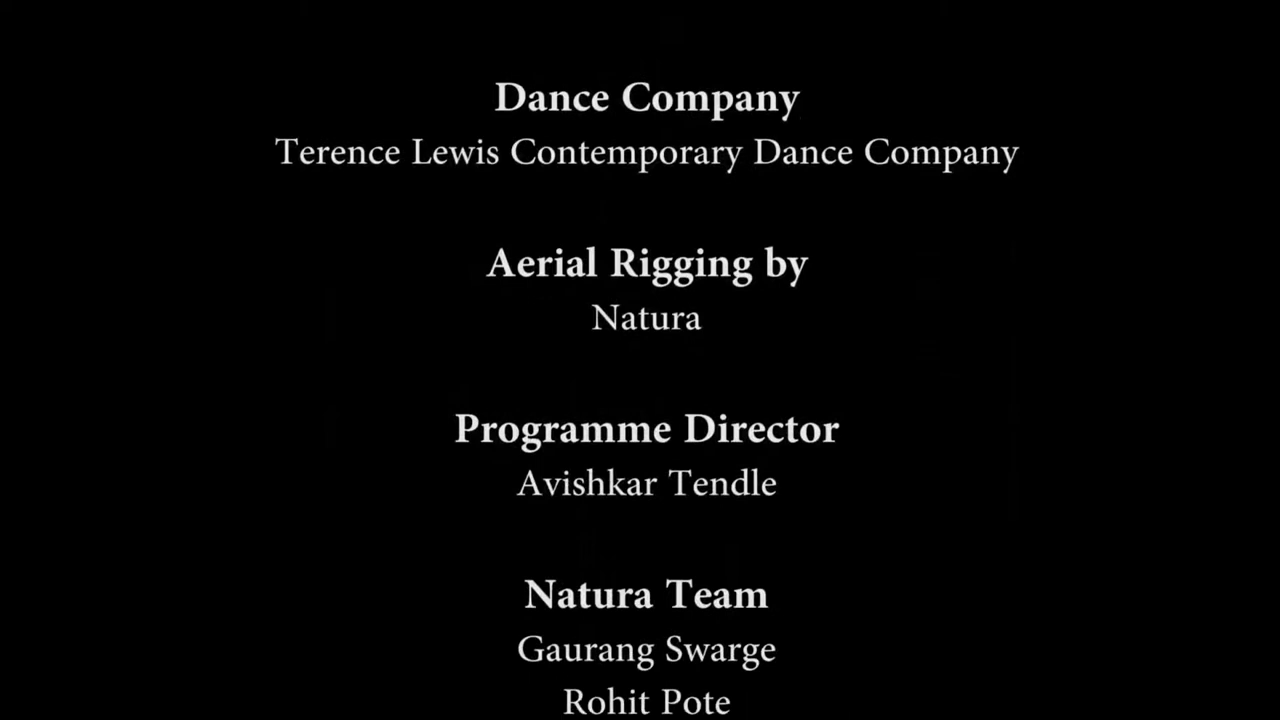 Dance Company
Terence Lewis Contemporary Dance Company
Aerial Rigging by
Natura
Programme Director
Avishkar Tendle
Natura Team
Gaurang Swarge
Rohit Pote